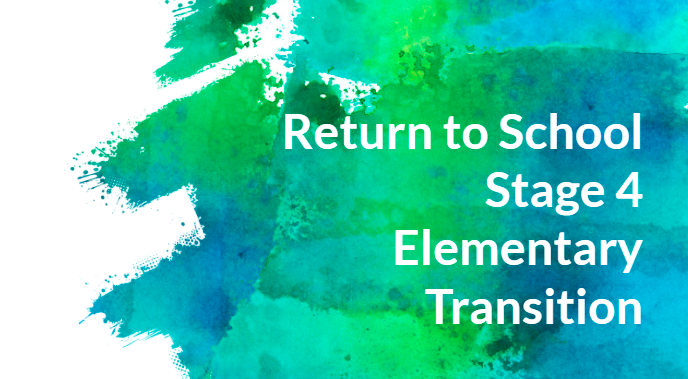 Return to School
Stage 4
Elementary
Transition